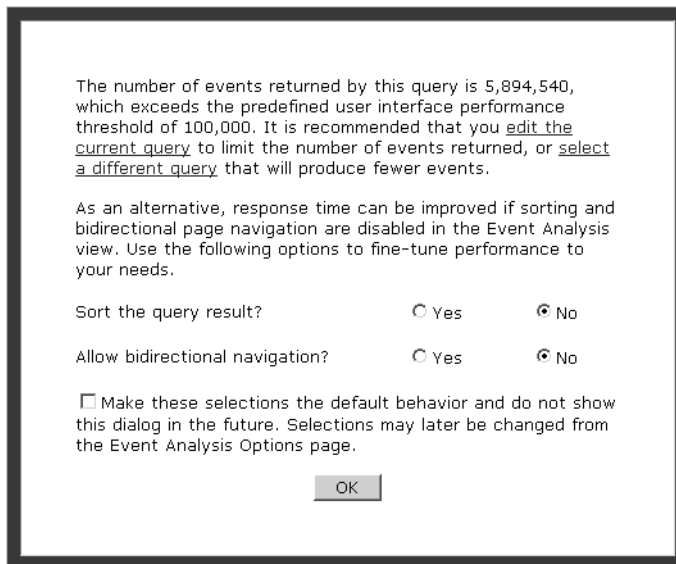 The number of events returned by this query is 5,894,540,
which exceeds the predefined user interface performance
threshold of 100,000. It is recommended that you edit the
current query to limit the number of events returned, or select
a different query that will produce fewer events.
As an alternative, response time can be improved if sorting and
bidirectional page navigation are disabled in the Event Analysis
view. Use the following options to fine-tune performance to
your needs.
Sort the query result? Yes No
Allow bidirectional navigation? Yes No
Make these selections the default behavior and do not show
this dialog in the future. Selections may later be changed from
the Event Analysis Options page.
OK